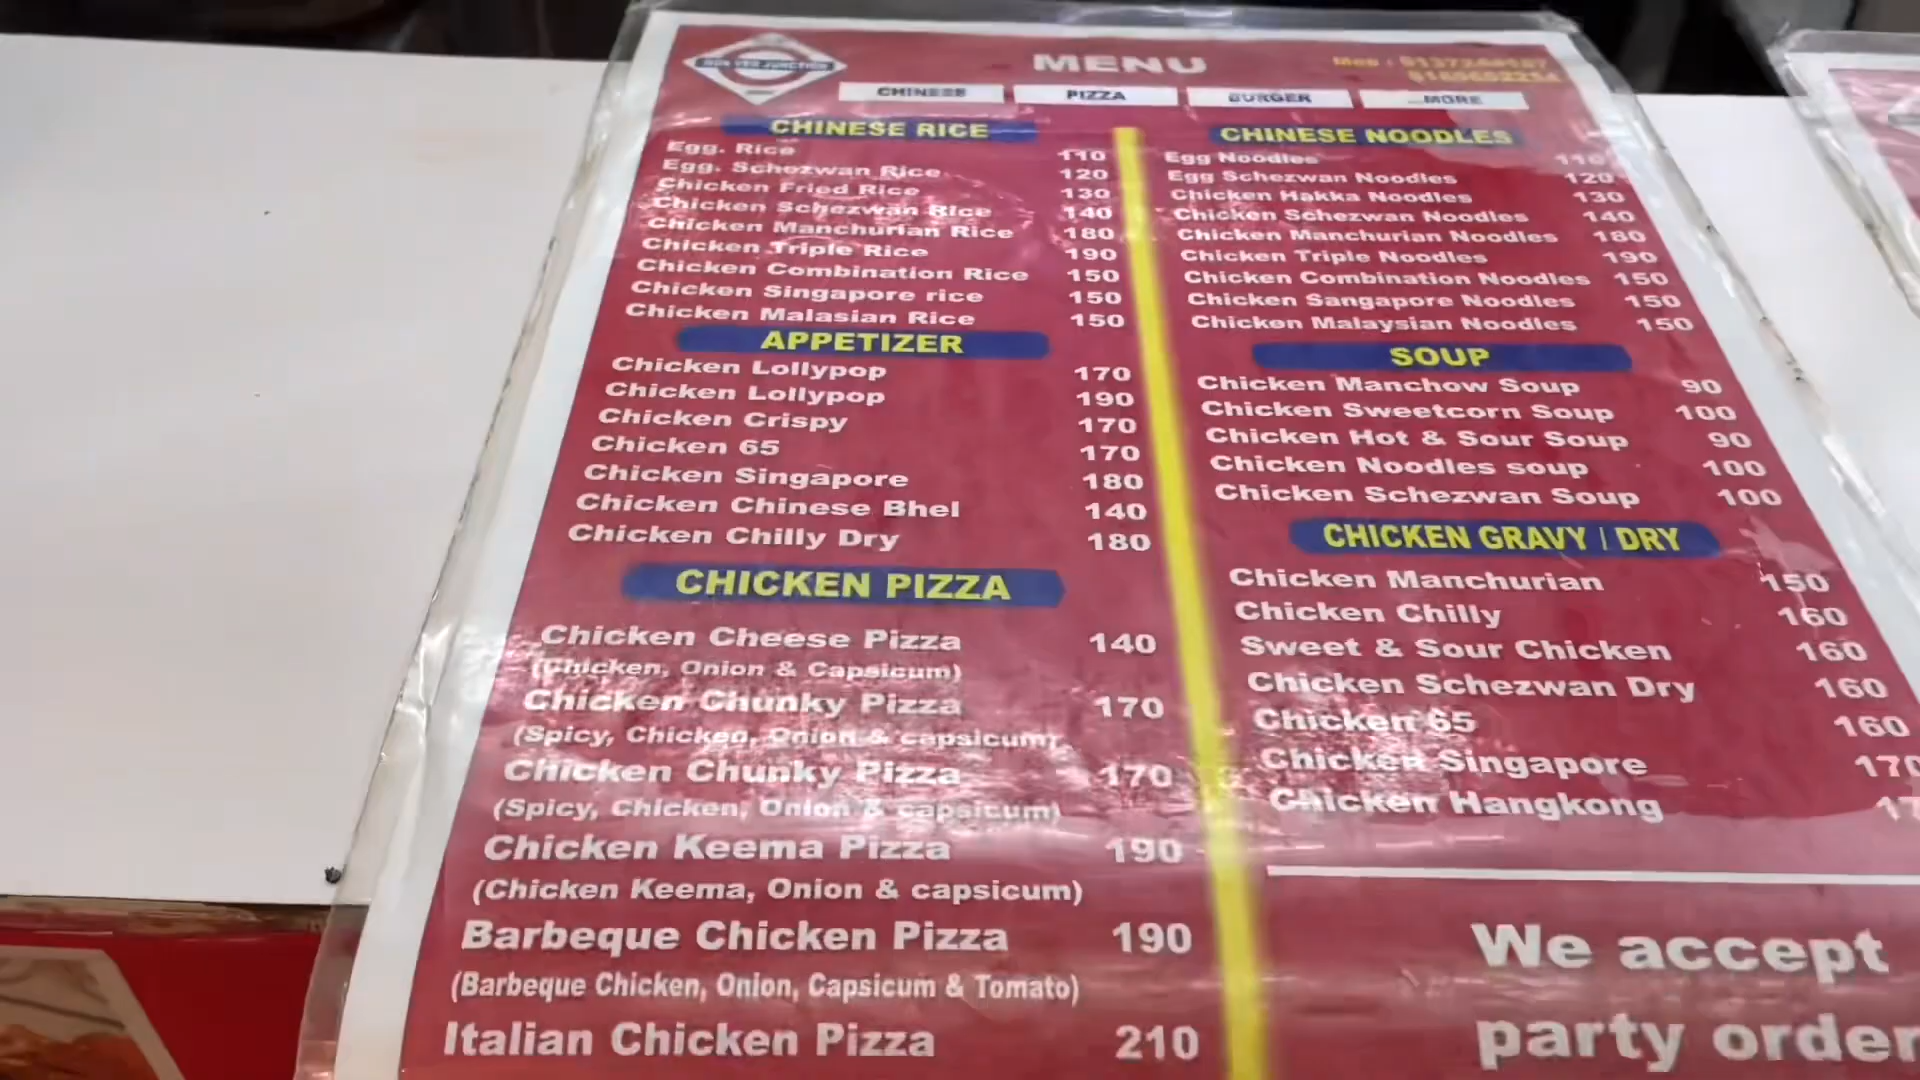 NON VEG JUNCTION
MENU
CHINESE
PIZZA
BURGER
...MORE
CHINESE RICE
Egg. Rice 110
Egg. Schezwan Rice 120
Chicken Fried Rice 130
Chicken Schezwan Rice 140
Chicken Manchurian Rice 180
Chicken Triple Rice 190
Chicken Combination Rice 150
Chicken Singapore rice 150
Chicken Malasian Rice 150
APPETIZER
Chicken Lollypop 170
Chicken Lollypop 190
Chicken Crispy 170
Chicken 65 170
Chicken Singapore 180
Chicken Chinese Bhel 140
Chicken Chilly Dry 180
CHICKEN PIZZA
Chicken Cheese Pizza 140
(Chicken, Onion & Capsicum)
Chicken Chunky Pizza 170
(Spicy, Chicken, Onion & capsicum)
Chicken Chunky Pizza 170
(Spicy, Chicken, Onion & capsicum)
Chicken Keema Pizza 190
(Chicken Keema, Onion & capsicum)
Barbeque Chicken Pizza 190
(Barbeque Chicken, Onion, Capsicum & Tomato)
Italian Chicken Pizza 210
CHINESE NOODLES
Egg Noodles 110
Egg Schezwan Noodles 120
Chicken Hakka Noodles 130
Chicken Schezwan Noodles 140
Chicken Manchurian Noodles 180
Chicken Triple Noodles 190
Chicken Combination Noodles 150
Chicken Sangapore Noodles 150
Chicken Malaysian Noodles 150
SOUP
Chicken Manchow Soup 90
Chicken Sweetcorn Soup 100
Chicken Hot & Sour Soup 90
Chicken Noodles soup 100
Chicken Schezwan Soup 100
CHICKEN GRAVY | DRY
Chicken Manchurian 150
Chicken Chilly 160
Sweet & Sour Chicken 160
Chicken Schezwan Dry 160
Chicken 65 160
Chicken Singapore 170
Chicken Hangkong
We accept
party order